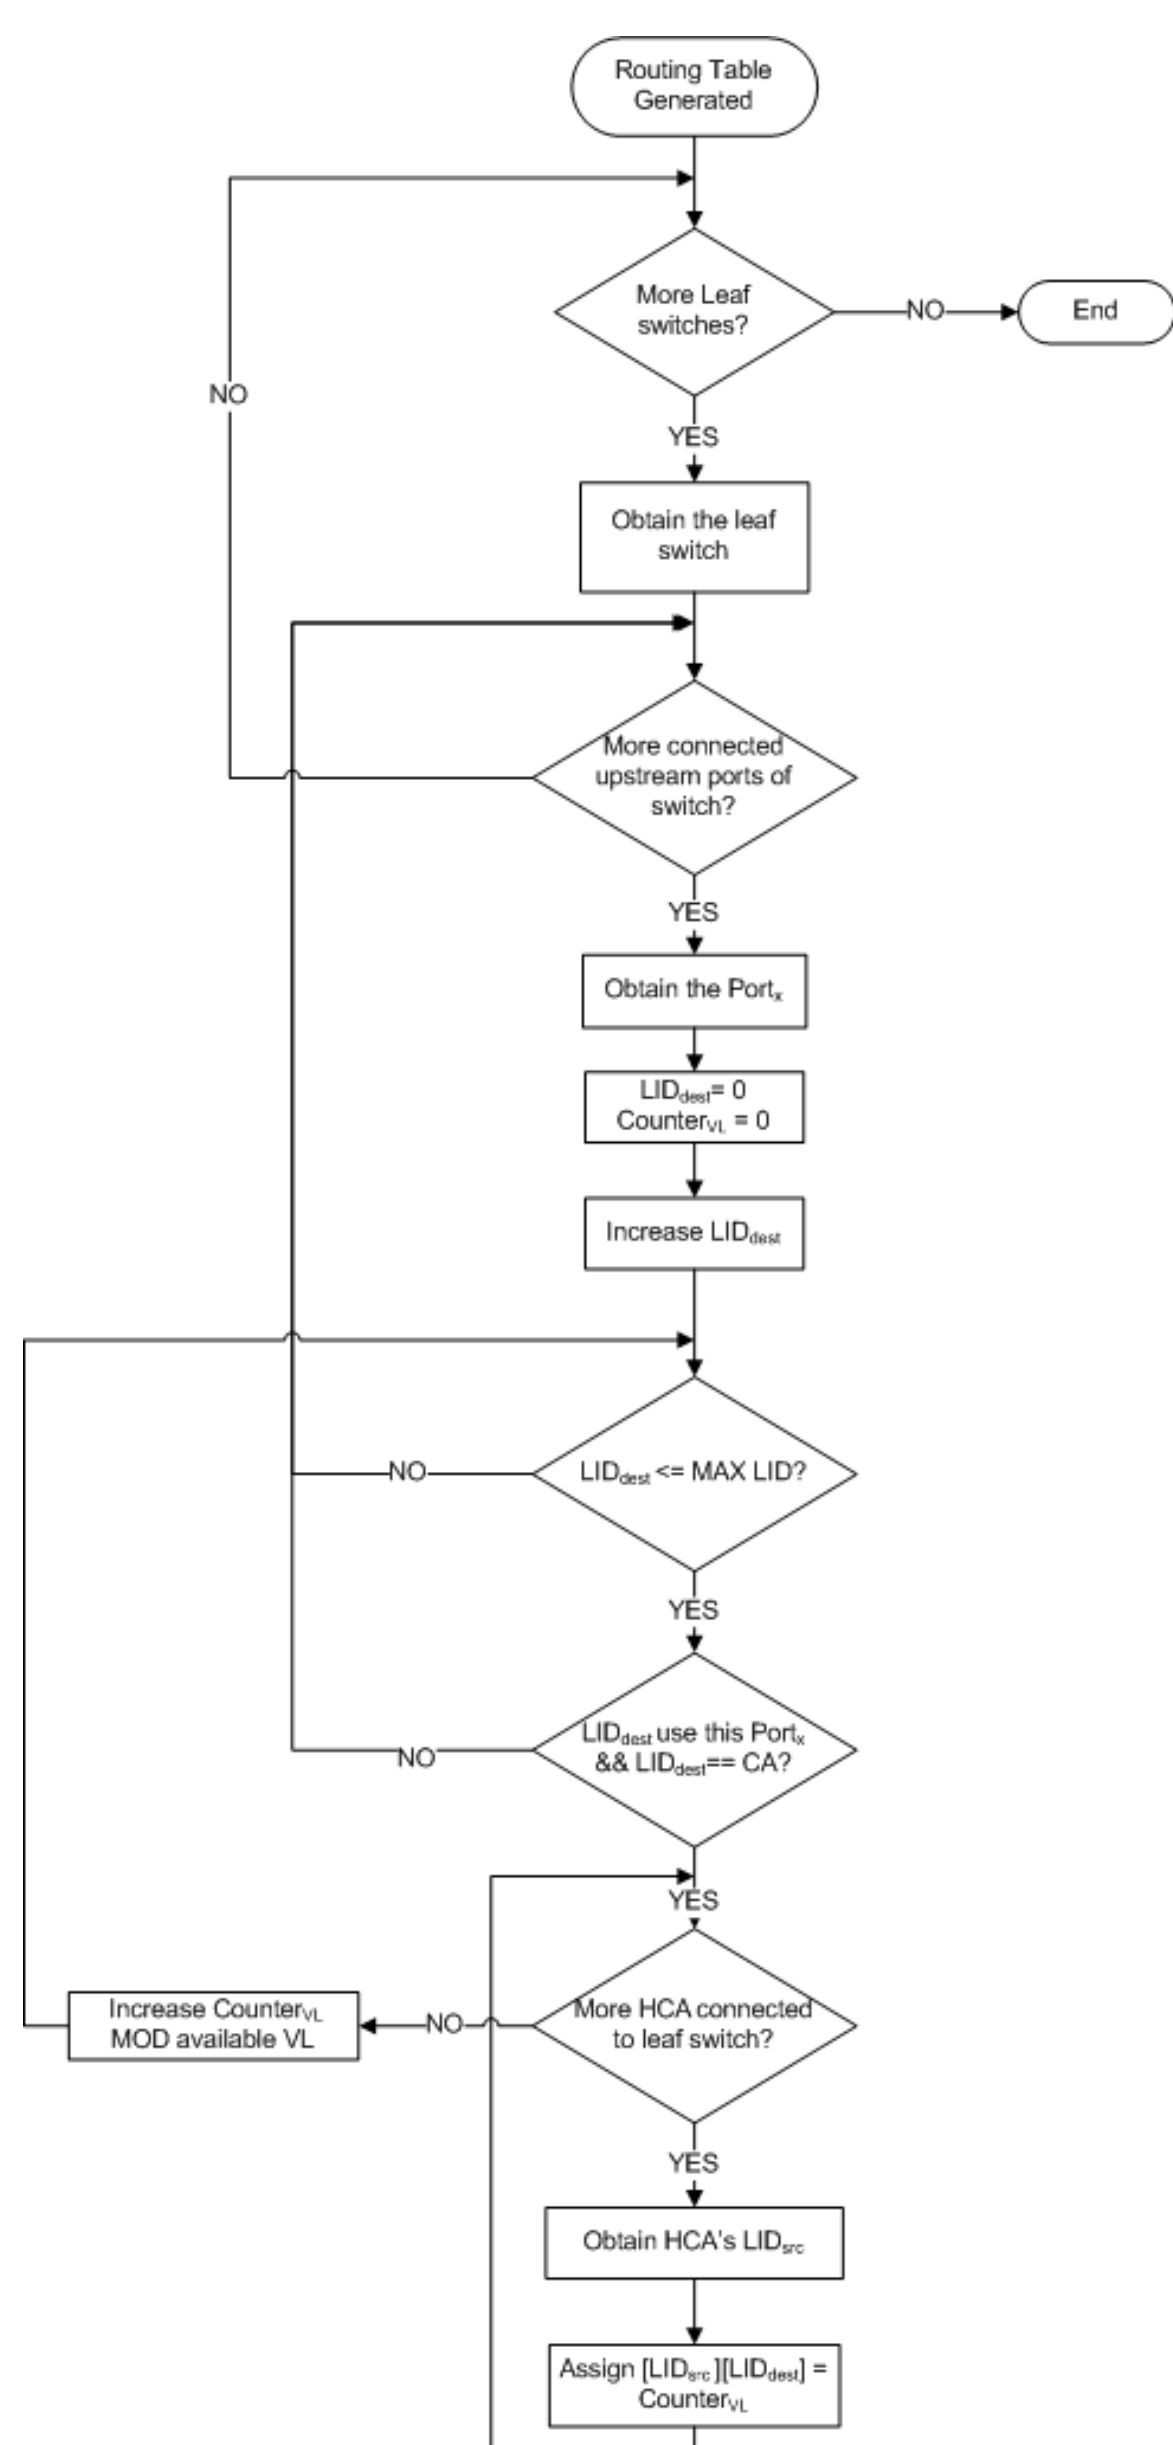 Routing Table
Generated
More Leaf
switches?
NO
End
NO
YES
Obtain the leaf
switch
More connected
upstream ports of
switch?
YES
Obtain the Portx
LIDdest= 0
CounterVL = 0
Increase LIDdest
LIDdest <= MAX LID?
NO
YES
LIDdest use this Portx
&& LIDdest== CA?
NO
YES
More HCA connected
to leaf switch?
NO
Increase CounterVL
MOD available VL
YES
Obtain HCA's LIDsrc
Assign [LIDsrc][LIDdest] =
CounterVL